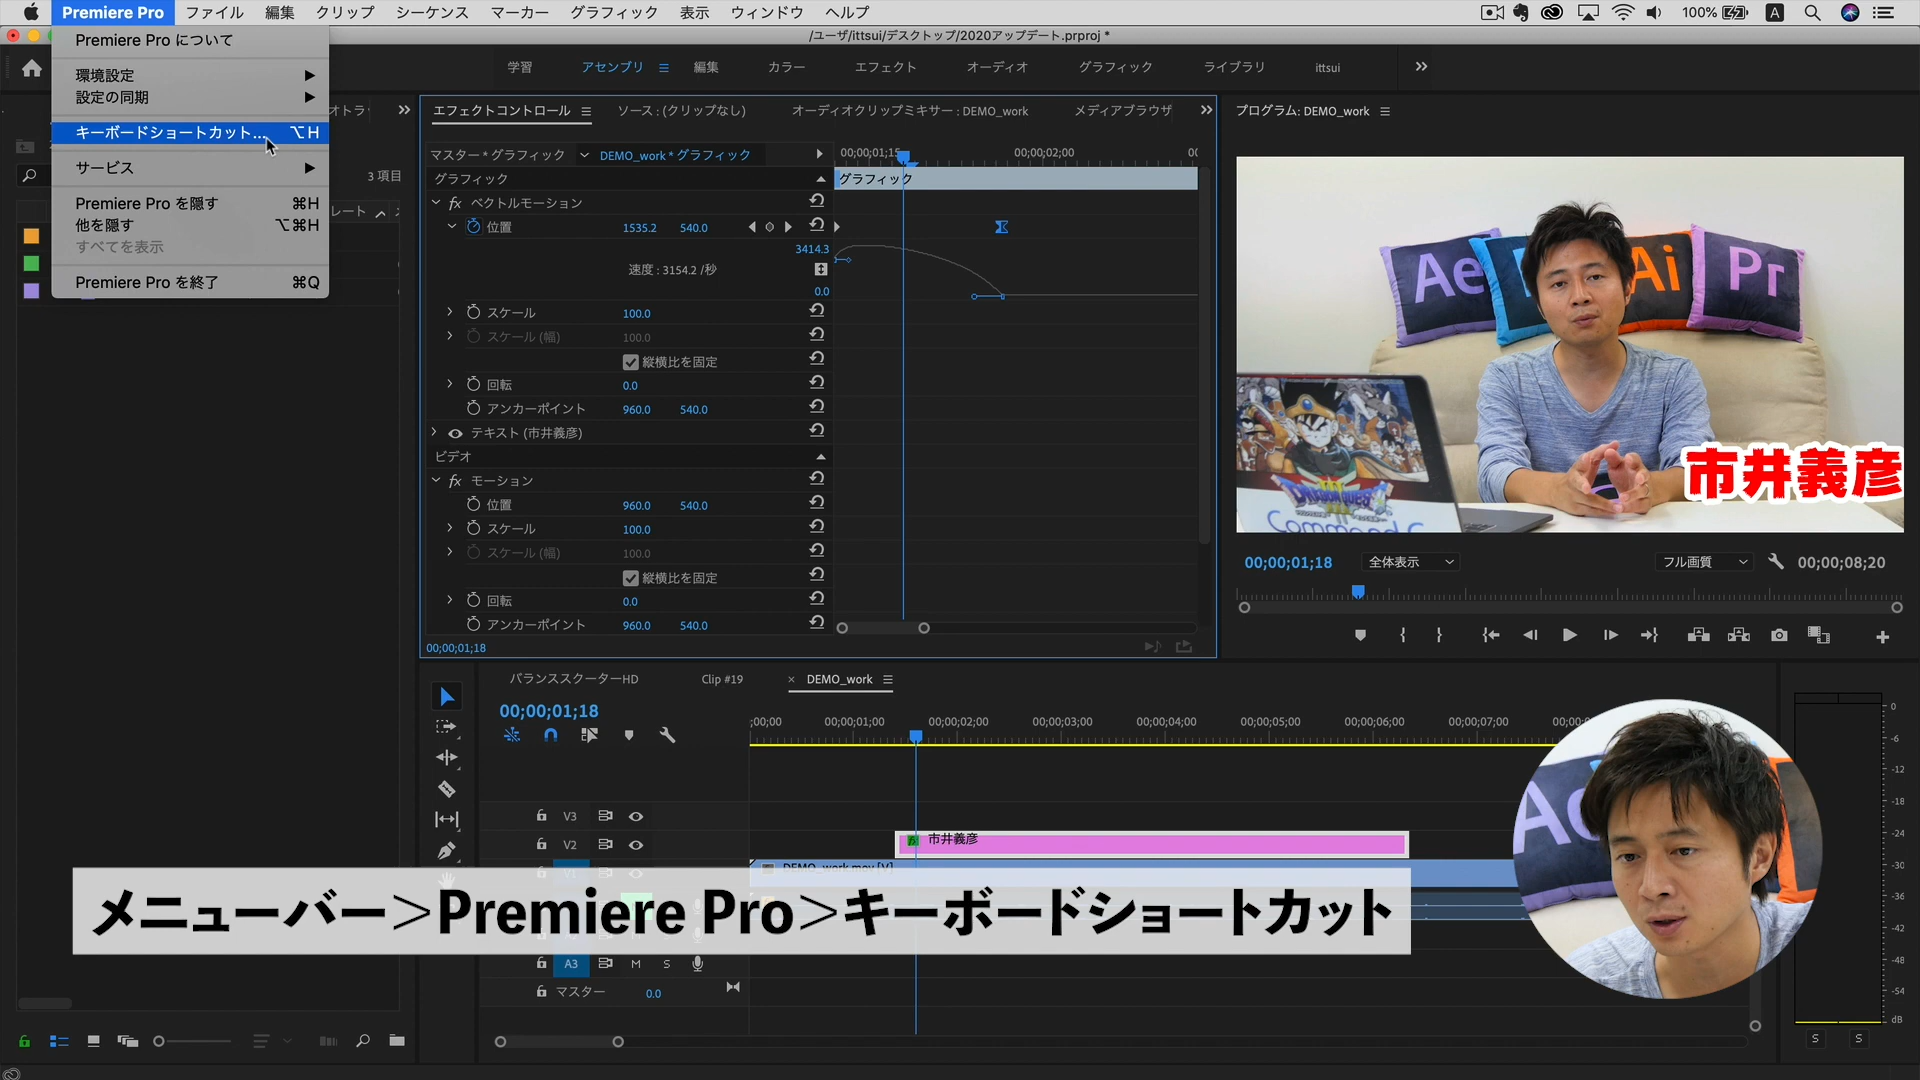 Premiere Pro ファイル 編集 クリップ シーケンス マーカー グラフィック 表示 ウィンドウ ヘルプ 100% A
/ユーザ/ittsui/デスクトップ/2020アップデート.prproj *
Premiere Pro について
環境設定
設定の同期
キーボードショートカット... ⌥H
サービス
Premiere Pro を隠す ⌘H
他を隠す ⌥⌘H
すべてを表示
Premiere Pro を終了 ⌘Q
学習 アセンブリ 編集 カラー エフェクト オーディオ グラフィック ライブラリ ittsui
3 項目
エフェクトコントロール ソース : (クリップなし) オーディオクリップミキサー : DEMO_work メディアブラウザ
マスター * グラフィック DEMO_work * グラフィック 00;00;01;15 00;00;02;00
グラフィック グラフィック
fx ベクトルモーション
位置 1535.2 540.0
3414.3
速度 : 3154.2 /秒
0.0
スケール 100.0
スケール (幅) 100.0
縦横比を固定
回転 0.0
アンカーポイント 960.0 540.0
テキスト (市井義彦)
ビデオ
fx モーション
位置 960.0 540.0
スケール 100.0
スケール (幅) 100.0
縦横比を固定
回転 0.0
アンカーポイント 960.0 540.0
00;00;01;18
プログラム: DEMO_work
Ae Ai Pr
市井義彦
DRAGON QUEST
00;00;01;18 全体表示 フル画質 00;00;08;20
バランススクーターHD Clip #19 × DEMO_work
00;00;01;18
;00;00 00;00;01;00 00;00;02;00 00;00;03;00 00;00;04;00 00;00;05;00 00;00;06;00 00;00;07;00
V3
V2 fx 市井義彦
V1 DEMO_work.mov [V]
メニューバー＞Premiere Pro＞キーボードショートカット
A3 M S
マスター 0.0
0
-6
-12
-18
-24
-30
-36
-42
-48
-54
dB
S S